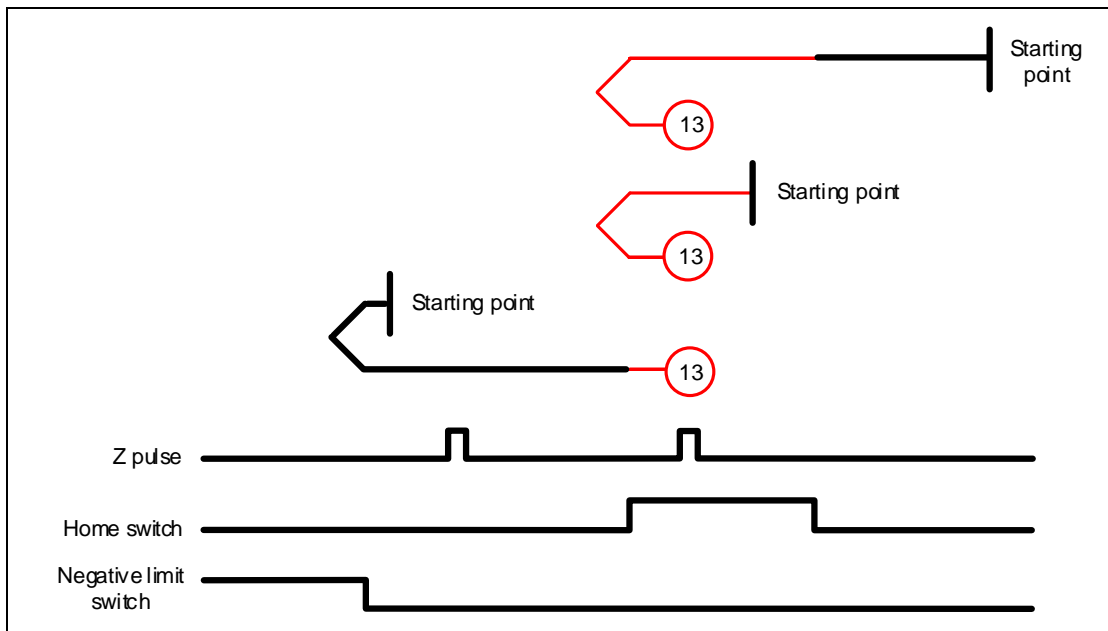 Starting
point
13
Starting point
13
Starting point
13
Z pulse
Home switch
Negative limit
switch